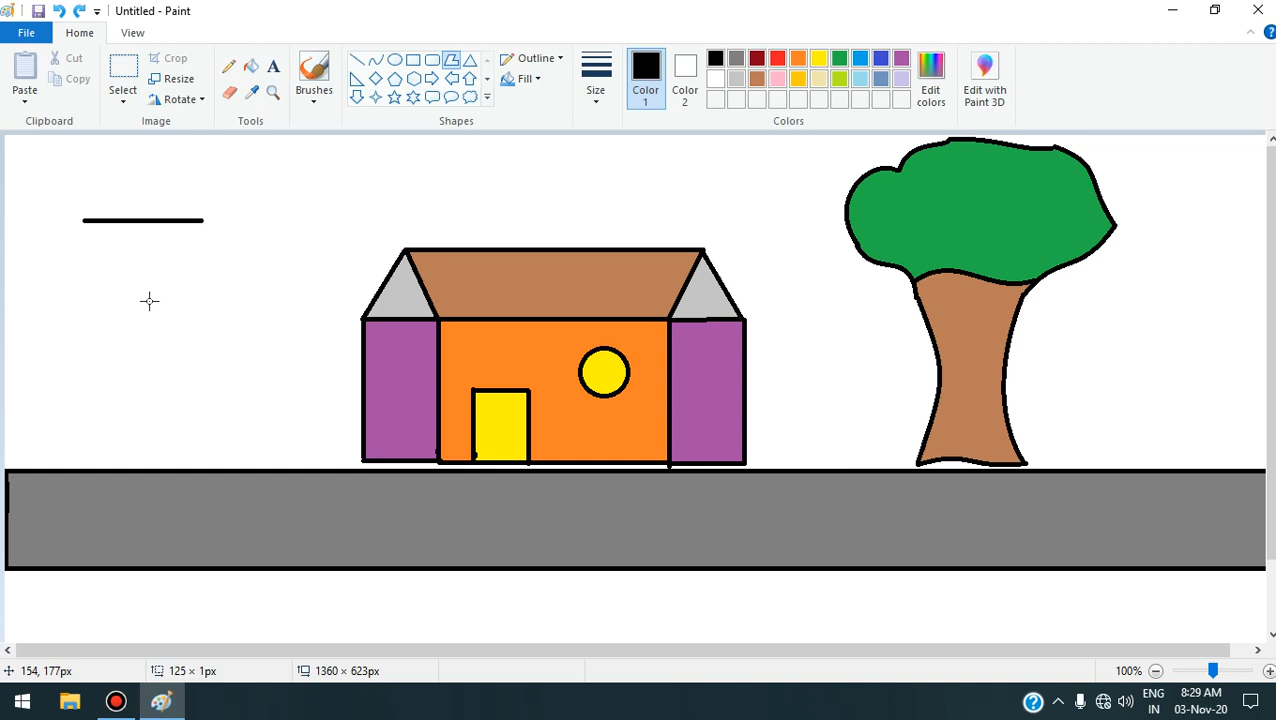 Untitled - Paint
File Home View
Paste Cut Copy
Select Crop Resize Rotate
A
Brushes
Outline Fill
Size
Color 1
Color 2
Edit colors
Edit with Paint 3D
Clipboard Image Tools Shapes Colors
154, 177px 125 × 1px 1360 × 623px 100%
ENG 8:29 AM
IN 03-Nov-20